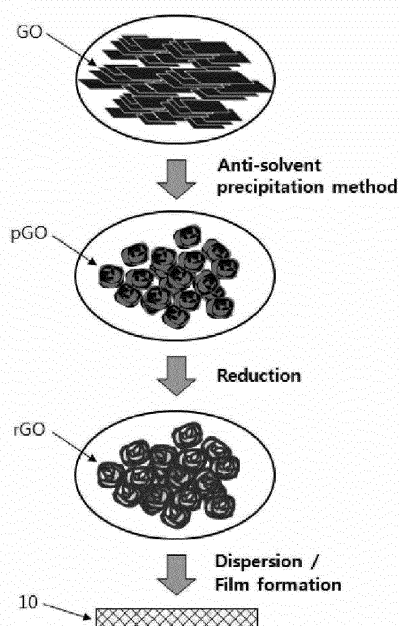 GO
Anti-solvent
precipitation method
pGO
Reduction
rGO
Dispersion /
Film formation
10